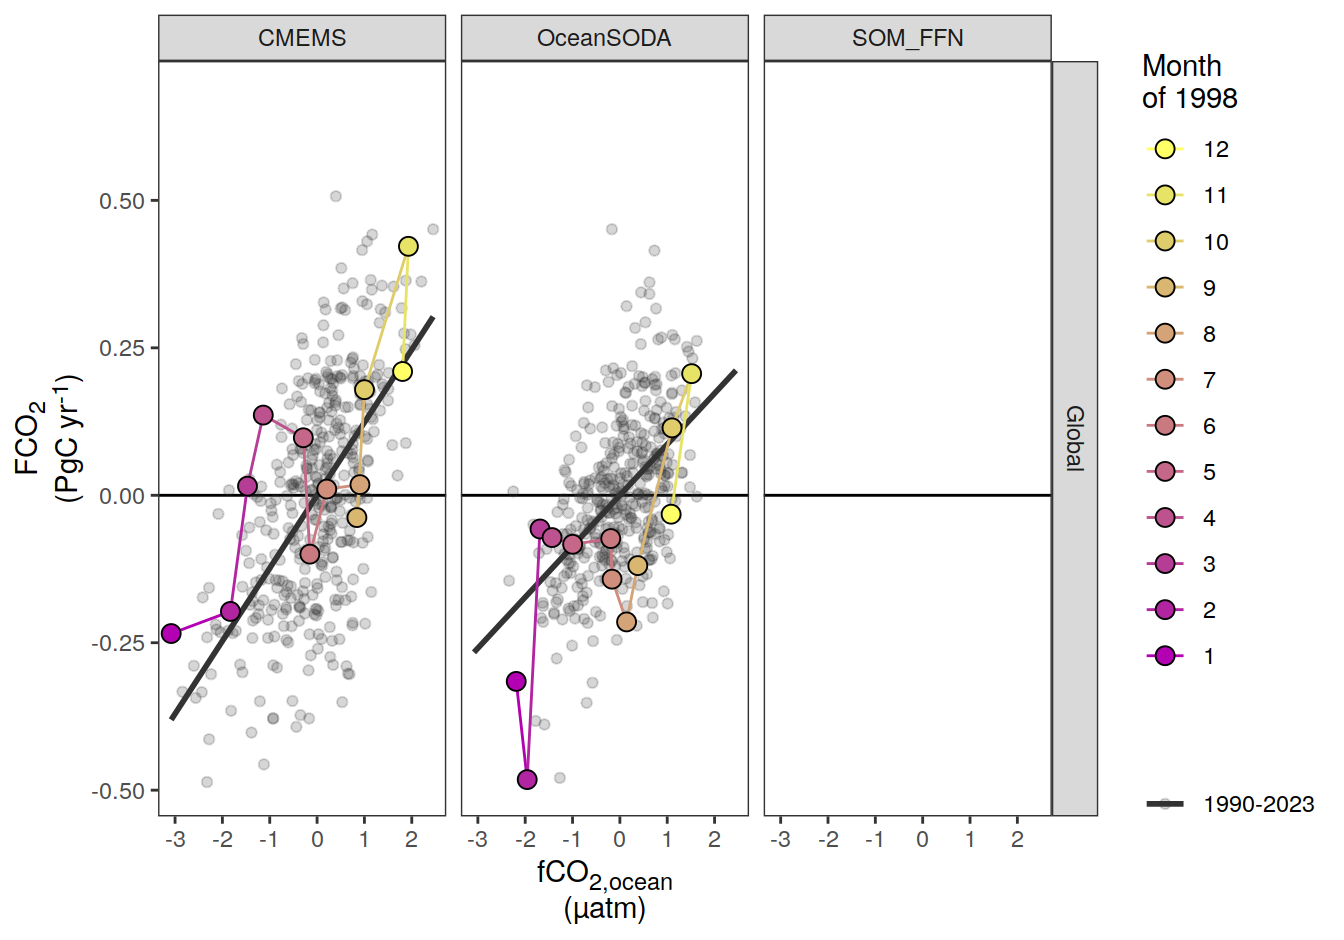 CMEMS
OceanSODA
SOM_FFN
Global
FCO₂
(PgC yr⁻¹)
0.50
0.25
0.00
-0.25
-0.50
-3 -2 -1 0 1 2
-3 -2 -1 0 1 2
-3 -2 -1 0 1 2
fCO₂,ocean
(µatm)
Month
of 1998
12
11
10
9
8
7
6
5
4
3
2
1
1990-2023